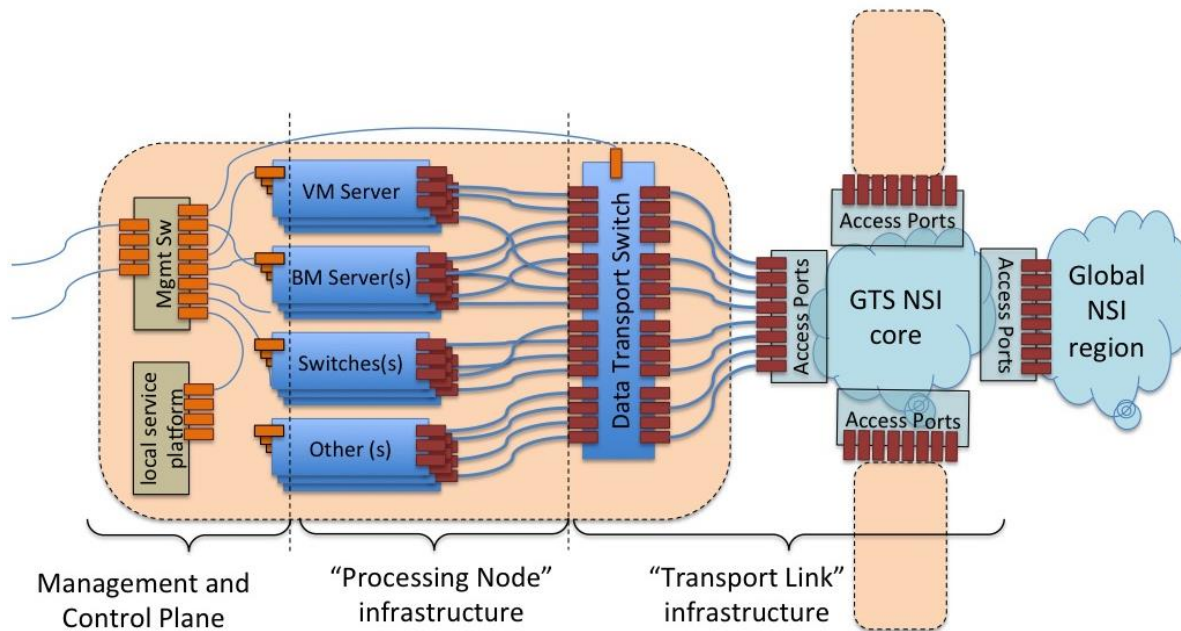 Mgmt Sw
local service
platform
VM Server
BM Server(s)
Switches(s)
Other (s)
Data Transport Switch
Access Ports
Access Ports
GTS NSI
core
Access Ports
Access Ports
Global
NSI
region
Management and
Control Plane
“Processing Node”
infrastructure
“Transport Link”
infrastructure